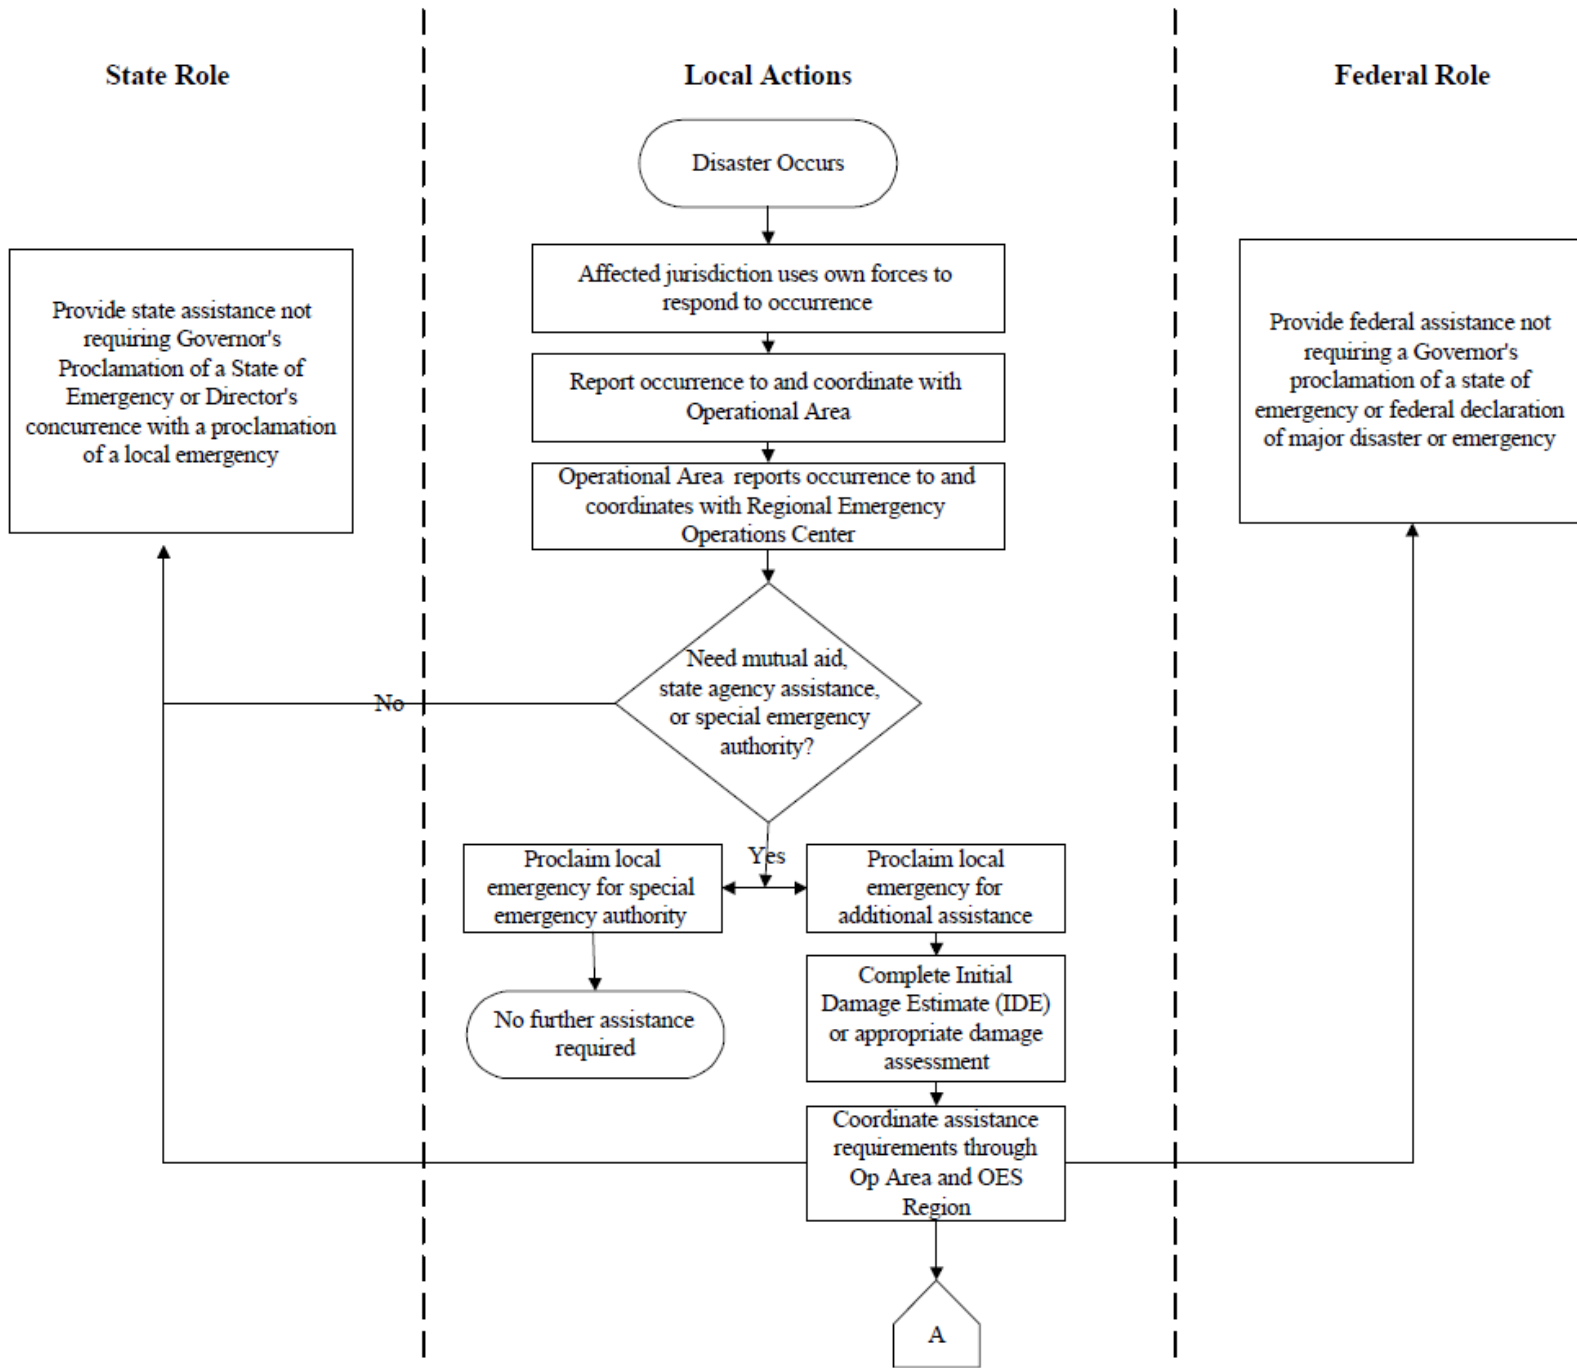 State Role
Local Actions
Federal Role
Disaster Occurs
Affected jurisdiction uses own forces to
respond to occurrence
Provide state assistance not
requiring Governor's
Proclamation of a State of
Emergency or Director's
concurrence with a proclamation
of a local emergency
Provide federal assistance not
requiring a Governor's
proclamation of a state of
emergency or federal declaration
of major disaster or emergency
Report occurrence to and coordinate with
Operational Area
Operational Area reports occurrence to and
coordinates with Regional Emergency
Operations Center
Need mutual aid,
state agency assistance,
or special emergency
authority?
No
Yes
Proclaim local
emergency for special
emergency authority
Proclaim local
emergency for
additional assistance
No further assistance
required
Complete Initial
Damage Estimate (IDE)
or appropriate damage
assessment
Coordinate assistance
requirements through
Op Area and OES
Region
A